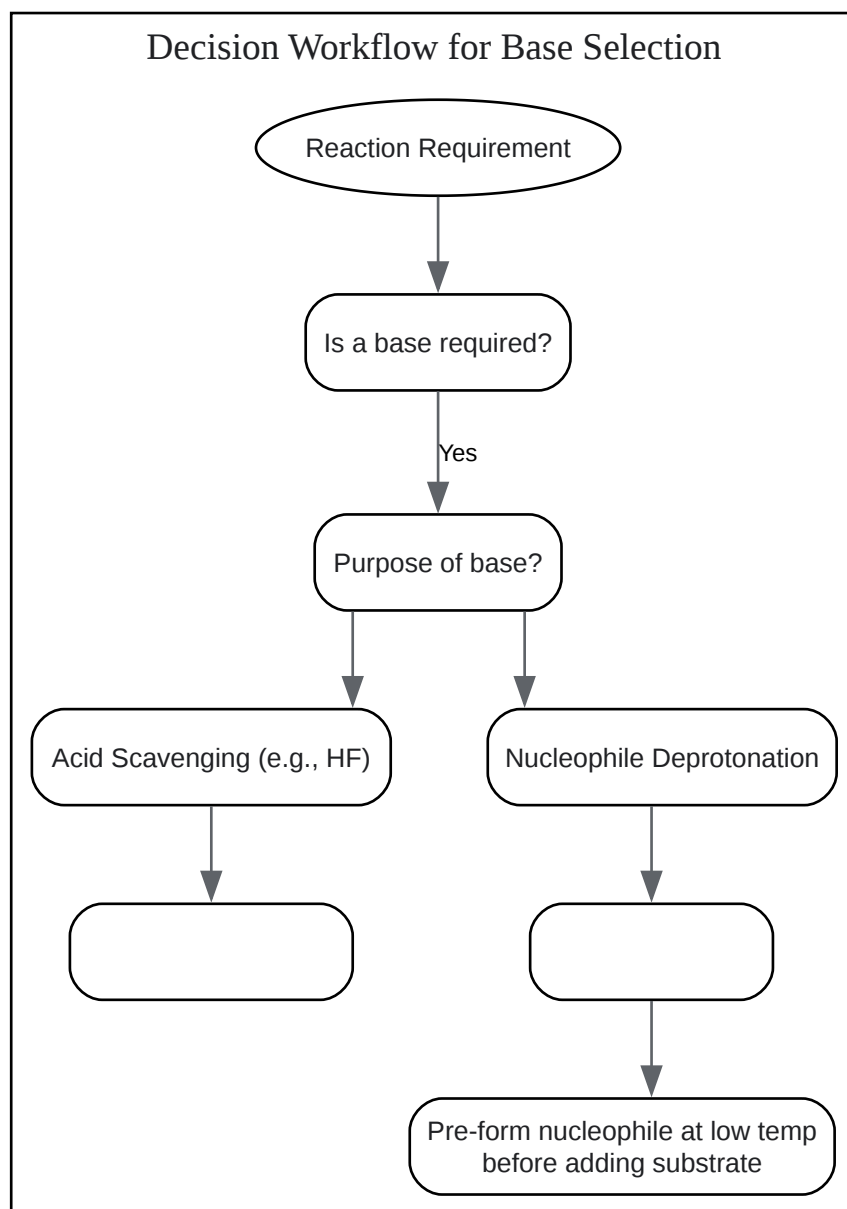 Decision Workflow for Base Selection
Reaction Requirement
Is a base required?
Yes
Purpose of base?
Acid Scavenging (e.g., HF)
Nucleophile Deprotonation
Pre-form nucleophile at low temp
before adding substrate